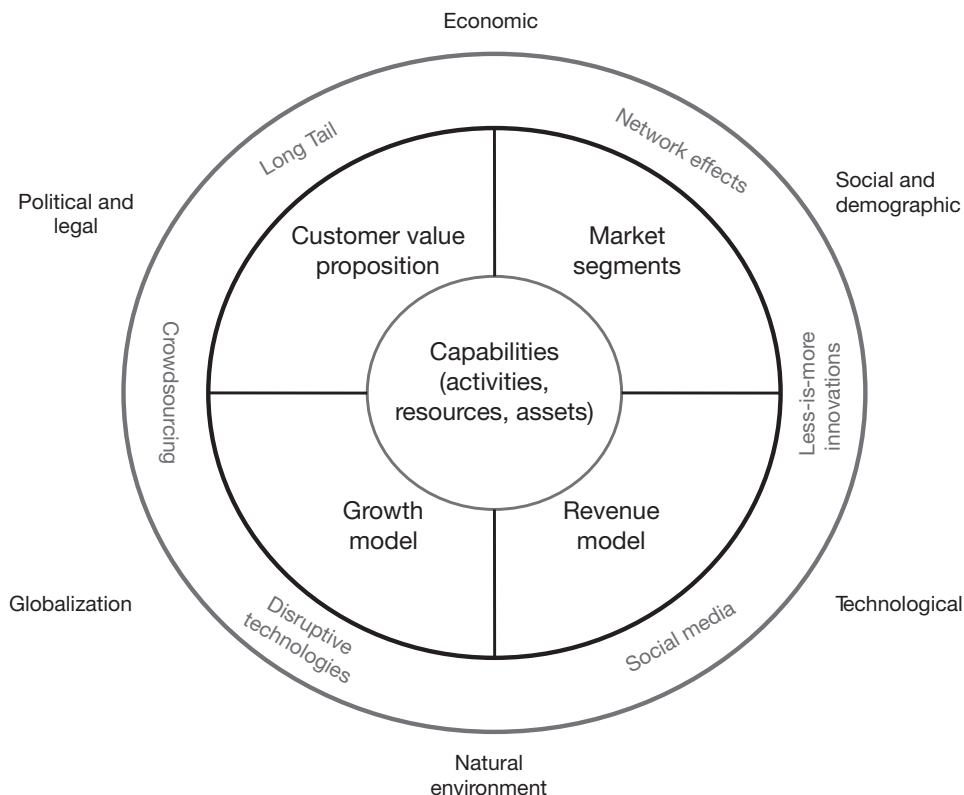 Economic
Long Tail
Network effects
Political and
legal
Social and
demographic
Customer value
proposition
Market
segments
Crowdsourcing
Capabilities
(activities,
resources, assets)
Less-is-more
innovations
Growth
model
Revenue
model
Globalization
Disruptive
technologies
Social media
Technological
Natural
environment